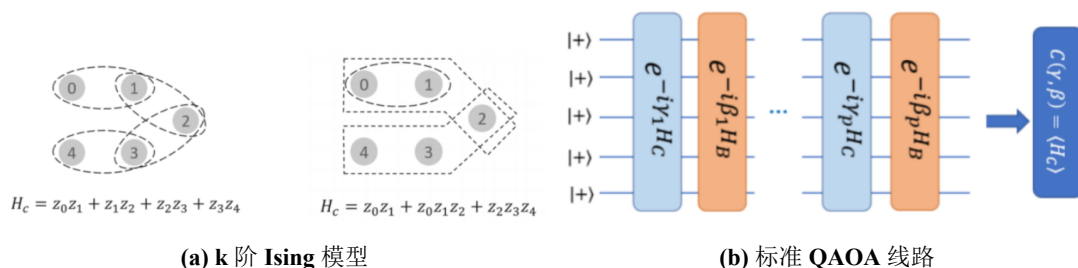 0
1
2
4
3
H_c = z_0z_1 + z_1z_2 + z_2z_3 + z_3z_4
0
1
2
4
3
H_c = z_0z_1 + z_0z_1z_2 + z_2z_3z_4
(a) k 阶 Ising 模型
|+⟩
|+⟩
|+⟩
|+⟩
|+⟩
e^{-iγ_1H_C}
e^{-iβ_1H_B}
...
e^{-iγ_pH_C}
e^{-iβ_pH_B}
C(γ, β) = ⟨H_C⟩
(b) 标准 QAOA 线路